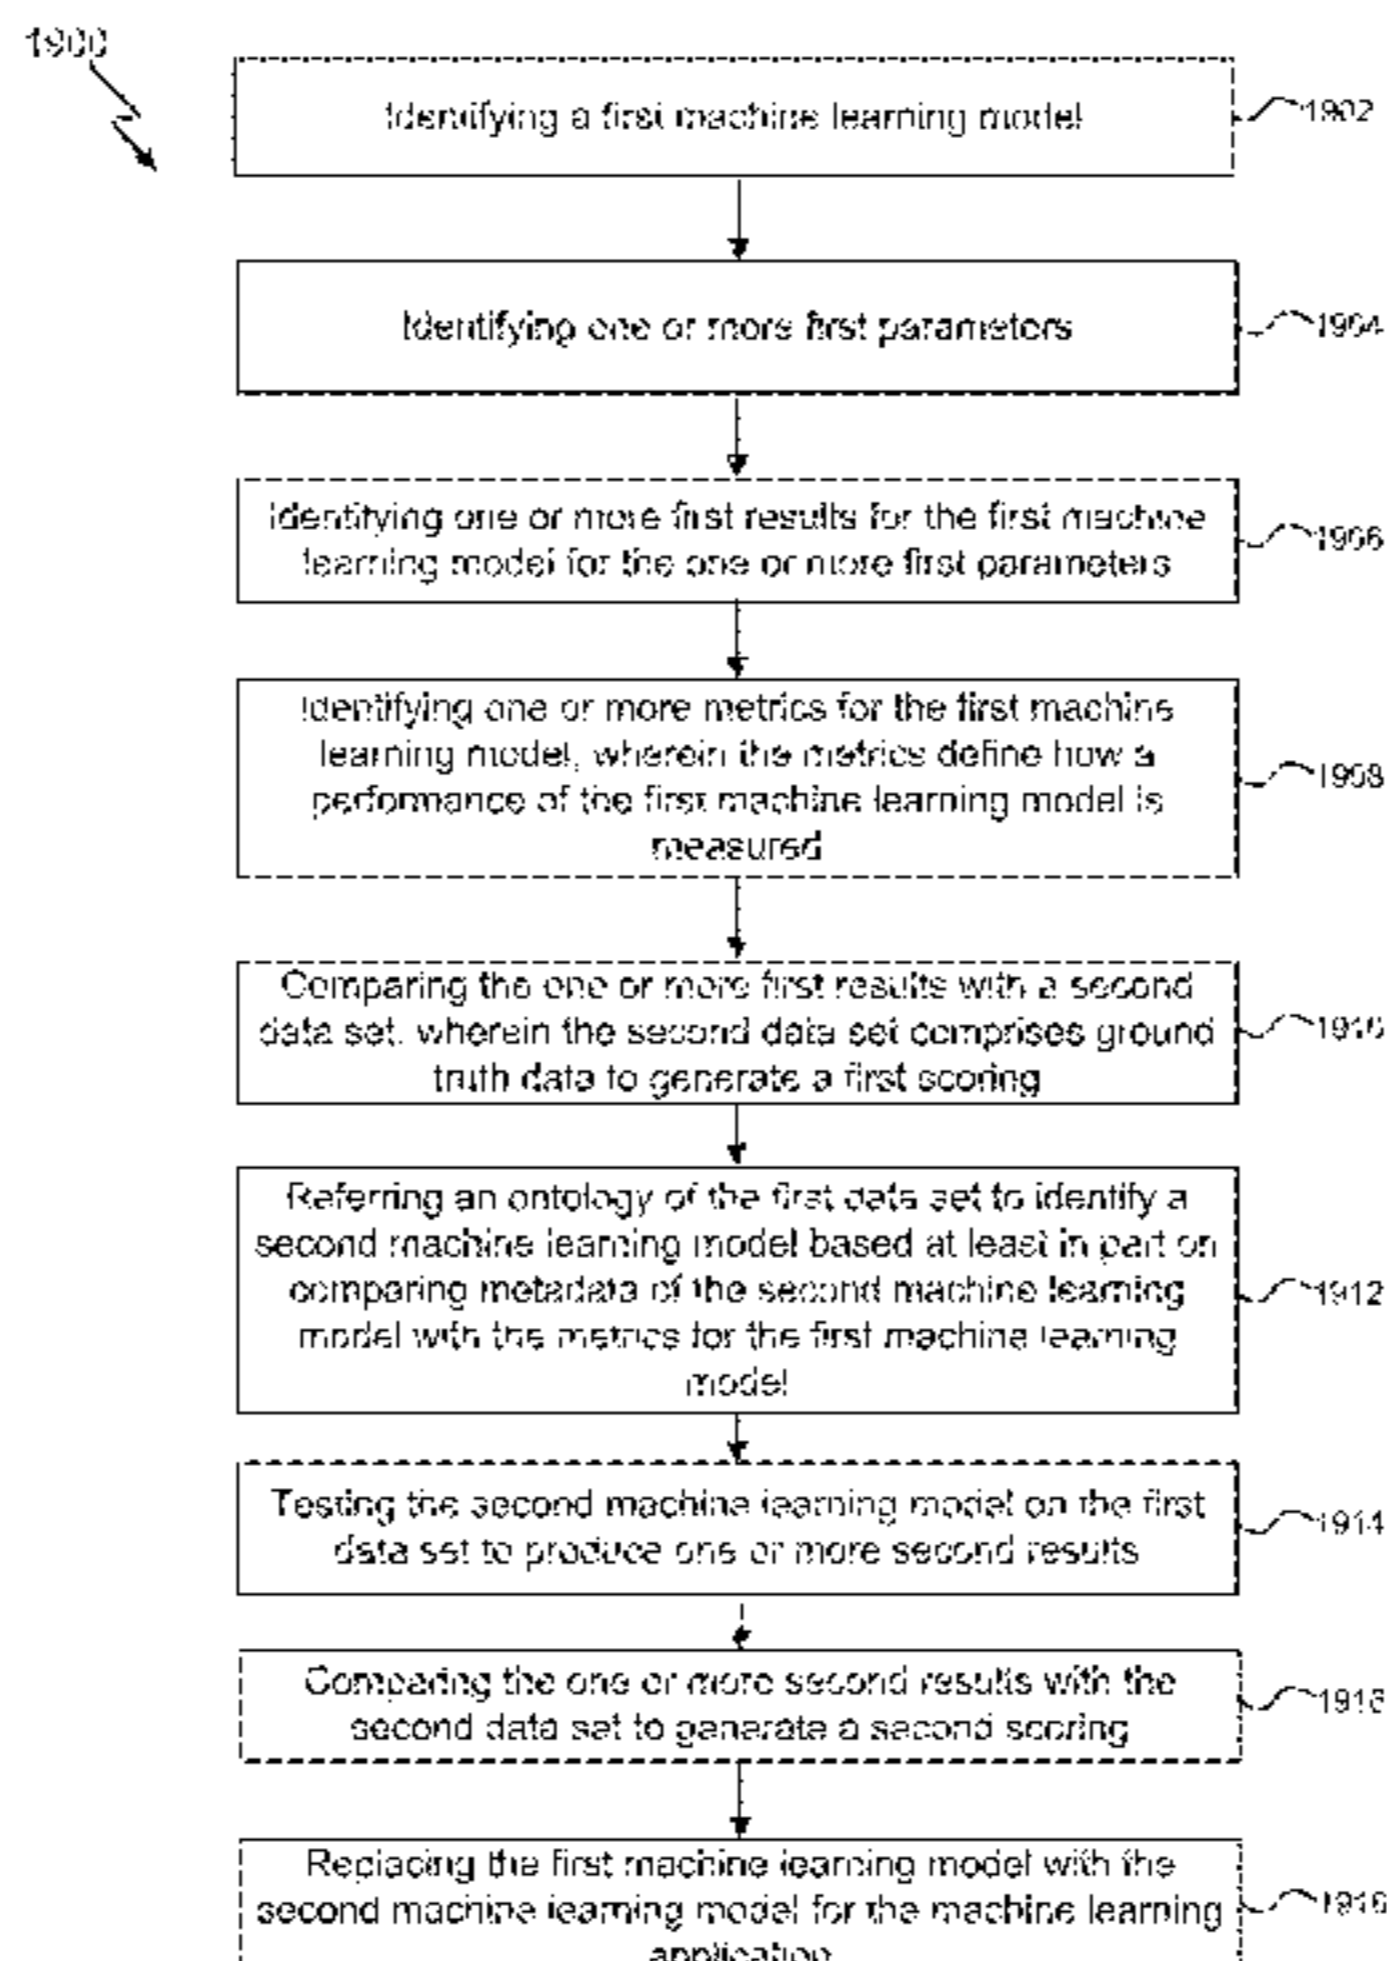 1900
Identifying a first machine learning model
1902
Identifying one or more first parameters
1904
Identifying one or more first results for the first machine
learning model for the one or more first parameters
1906
Identifying one or more metrics for the first machine
learning model, wherein the metrics define how a
performance of the first machine learning model is
measured
1908
Comparing the one or more first results with a second
data set, wherein the second data set comprises ground
truth data to generate a first scoring
1910
Referring an ontology of the first data set to identify a
second machine learning model based at least in part on
comparing metadata of the second machine learning
model with the metrics for the first machine learning
model
1912
Testing the second machine learning model on the first
data set to produce one or more second results
1914
Comparing the one or more second results with the
second data set to generate a second scoring
1916
Replacing the first machine learning model with the
second machine learning model for the machine learning
application